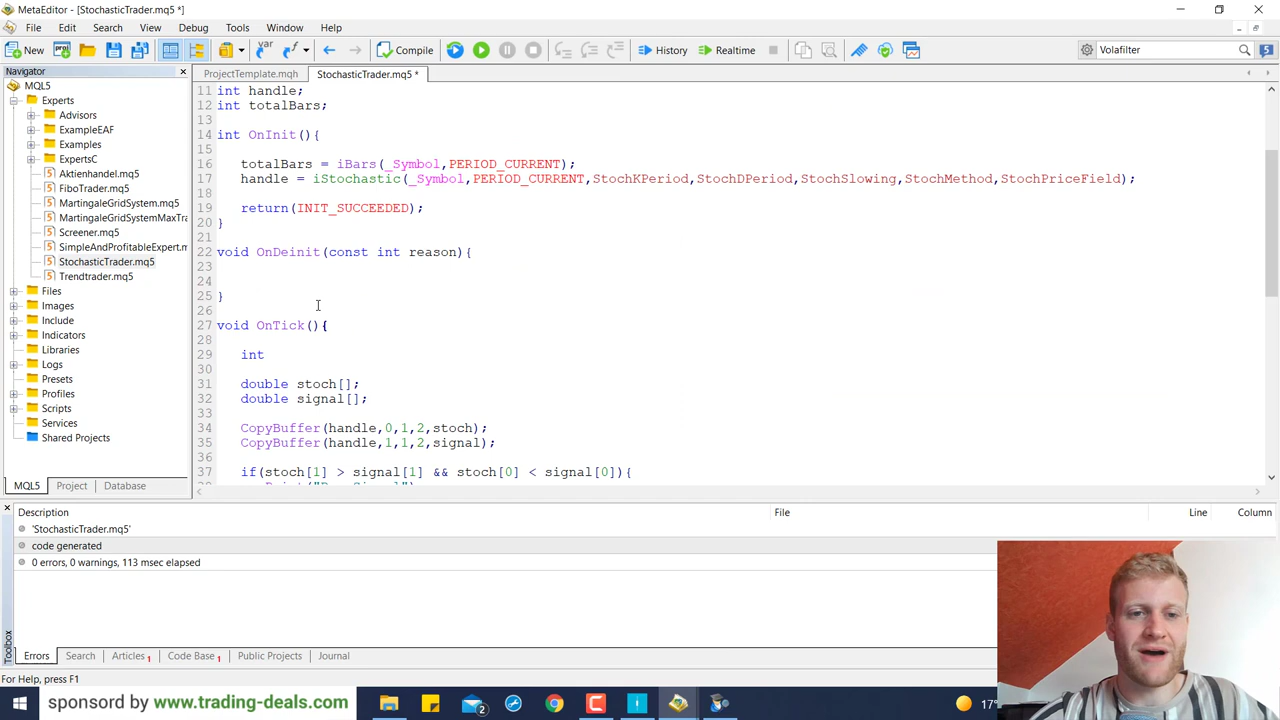 MetaEditor - [StochasticTrader.mq5 *]
File Edit Search View Debug Tools Window Help
New Compile History Realtime Volafilter 5
Navigator
ProjectTemplate.mqh StochasticTrader.mq5 *
MQL5
Experts
Advisors
ExampleEAF
Examples
ExpertsC
Aktienhandel.mq5
FiboTrader.mq5
MartingaleGridSystem.mq5
MartingaleGridSystemMaxTra
Screener.mq5
SimpleAndProfitableExpert.m
StochasticTrader.mq5
Trendtrader.mq5
Files
Images
Include
Indicators
Libraries
Logs
Presets
Profiles
Scripts
Services
Shared Projects
MQL5 Project Database
11 int handle;
12 int totalBars;
13
14 int OnInit(){
15
16 totalBars = iBars(_Symbol,PERIOD_CURRENT);
17 handle = iStochastic(_Symbol,PERIOD_CURRENT,StochKPeriod,StochDPeriod,StochSlowing,StochMethod,StochPriceField);
18
19 return(INIT_SUCCEEDED);
20 }
21
22 void OnDeinit(const int reason){
23
24
25 }
26
27 void OnTick(){
28
29 int
30
31 double stoch[];
32 double signal[];
33
34 CopyBuffer(handle,0,1,2,stoch);
35 CopyBuffer(handle,1,1,2,signal);
36
37 if(stoch[1] > signal[1] && stoch[0] < signal[0]){
Description File Line Column
'StochasticTrader.mq5'
code generated
0 errors, 0 warnings, 113 msec elapsed
Toolbox
Errors Search Articles 1 Code Base 1 Public Projects Journal
For Help, press F1
sponsord by www.trading-deals.com
2
17°